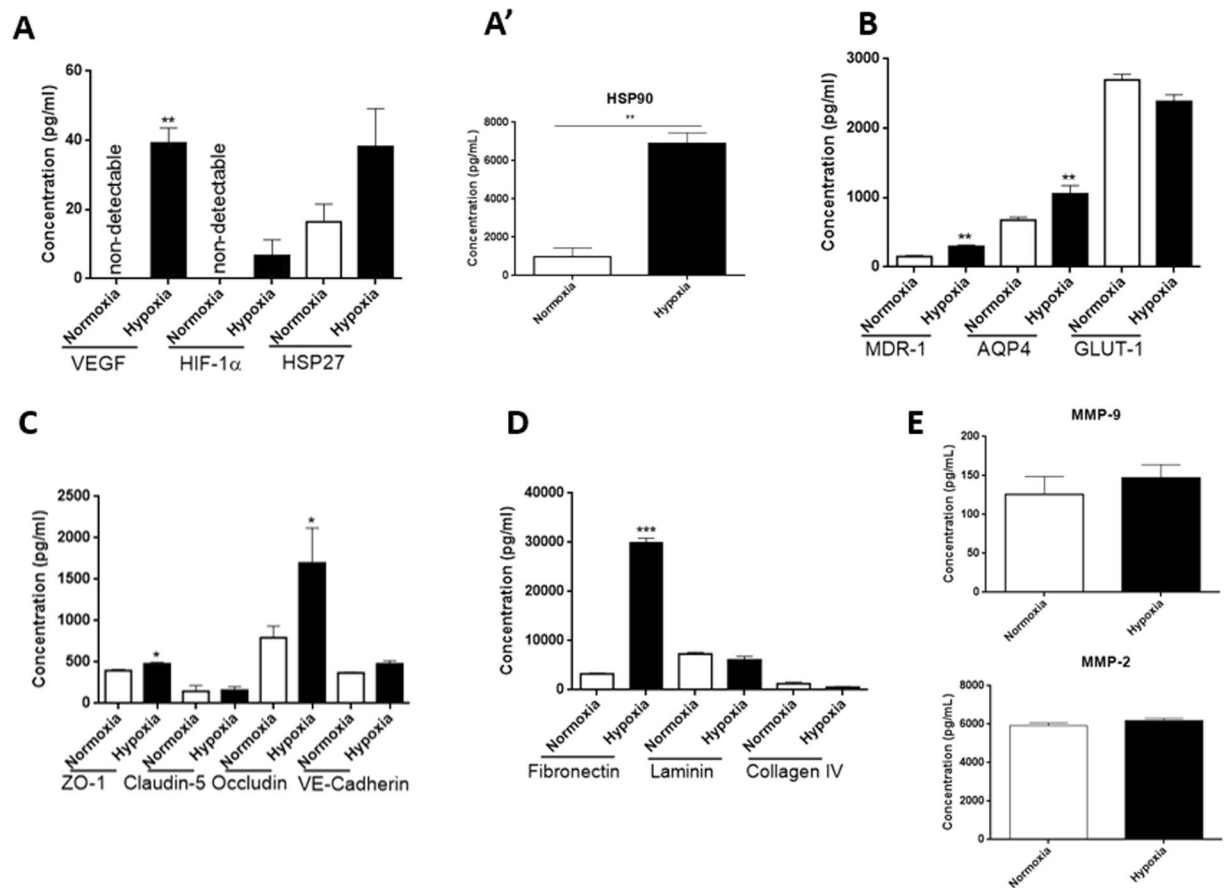 A
Concentration (pg/ml)
60
40
20
0
non-detectable
**
non-detectable
Normoxia
Hypoxia
Normoxia
Hypoxia
Normoxia
Hypoxia
VEGF
HIF-1α
HSP27
A’
HSP90
**
Concentration (pg/mL)
8000
6000
4000
2000
0
Normoxia
Hypoxia
B
Concentration (pg/ml)
3000
2000
1000
0
**
**
Normoxia
Hypoxia
Normoxia
Hypoxia
Normoxia
Hypoxia
MDR-1
AQP4
GLUT-1
C
Concentration (pg/ml)
2500
2000
1500
1000
500
0
*
*
Normoxia
Hypoxia
Normoxia
Hypoxia
Normoxia
Hypoxia
Normoxia
Hypoxia
ZO-1
Claudin-5
Occludin
VE-Cadherin
D
Concentration (pg/ml)
40000
30000
20000
10000
0
***
Normoxia
Hypoxia
Normoxia
Hypoxia
Normoxia
Hypoxia
Fibronectin
Laminin
Collagen IV
E
MMP-9
Concentration (pg/mL)
200
150
100
50
0
Normoxia
Hypoxia
MMP-2
Concentration (pg/mL)
8000
6000
4000
2000
0
Normoxia
Hypoxia